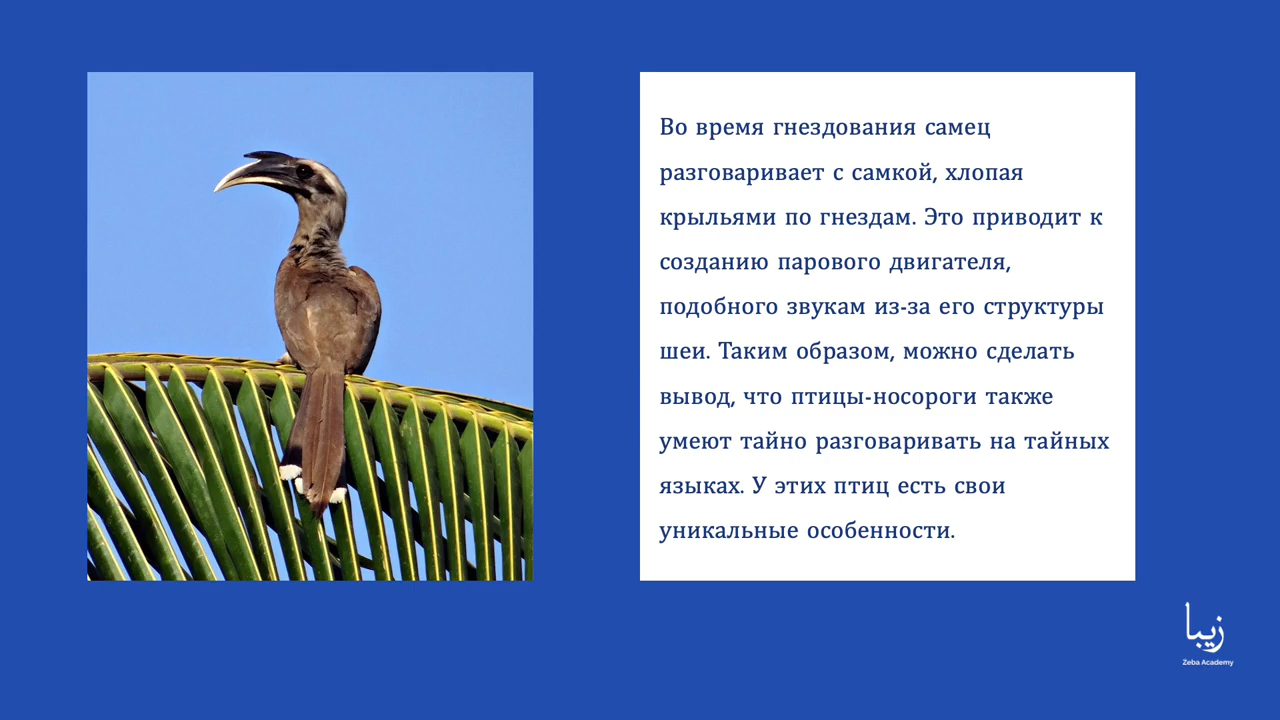 Во время гнездования самец
разговаривает с самкой, хлопая
крыльями по гнездам. Это приводит к
созданию парового двигателя,
подобного звукам из-за его структуры
шеи. Таким образом, можно сделать
вывод, что птицы-носороги также
умеют тайно разговаривать на тайных
языках. У этих птиц есть свои
уникальные особенности.
زیبا
Zeba Academy